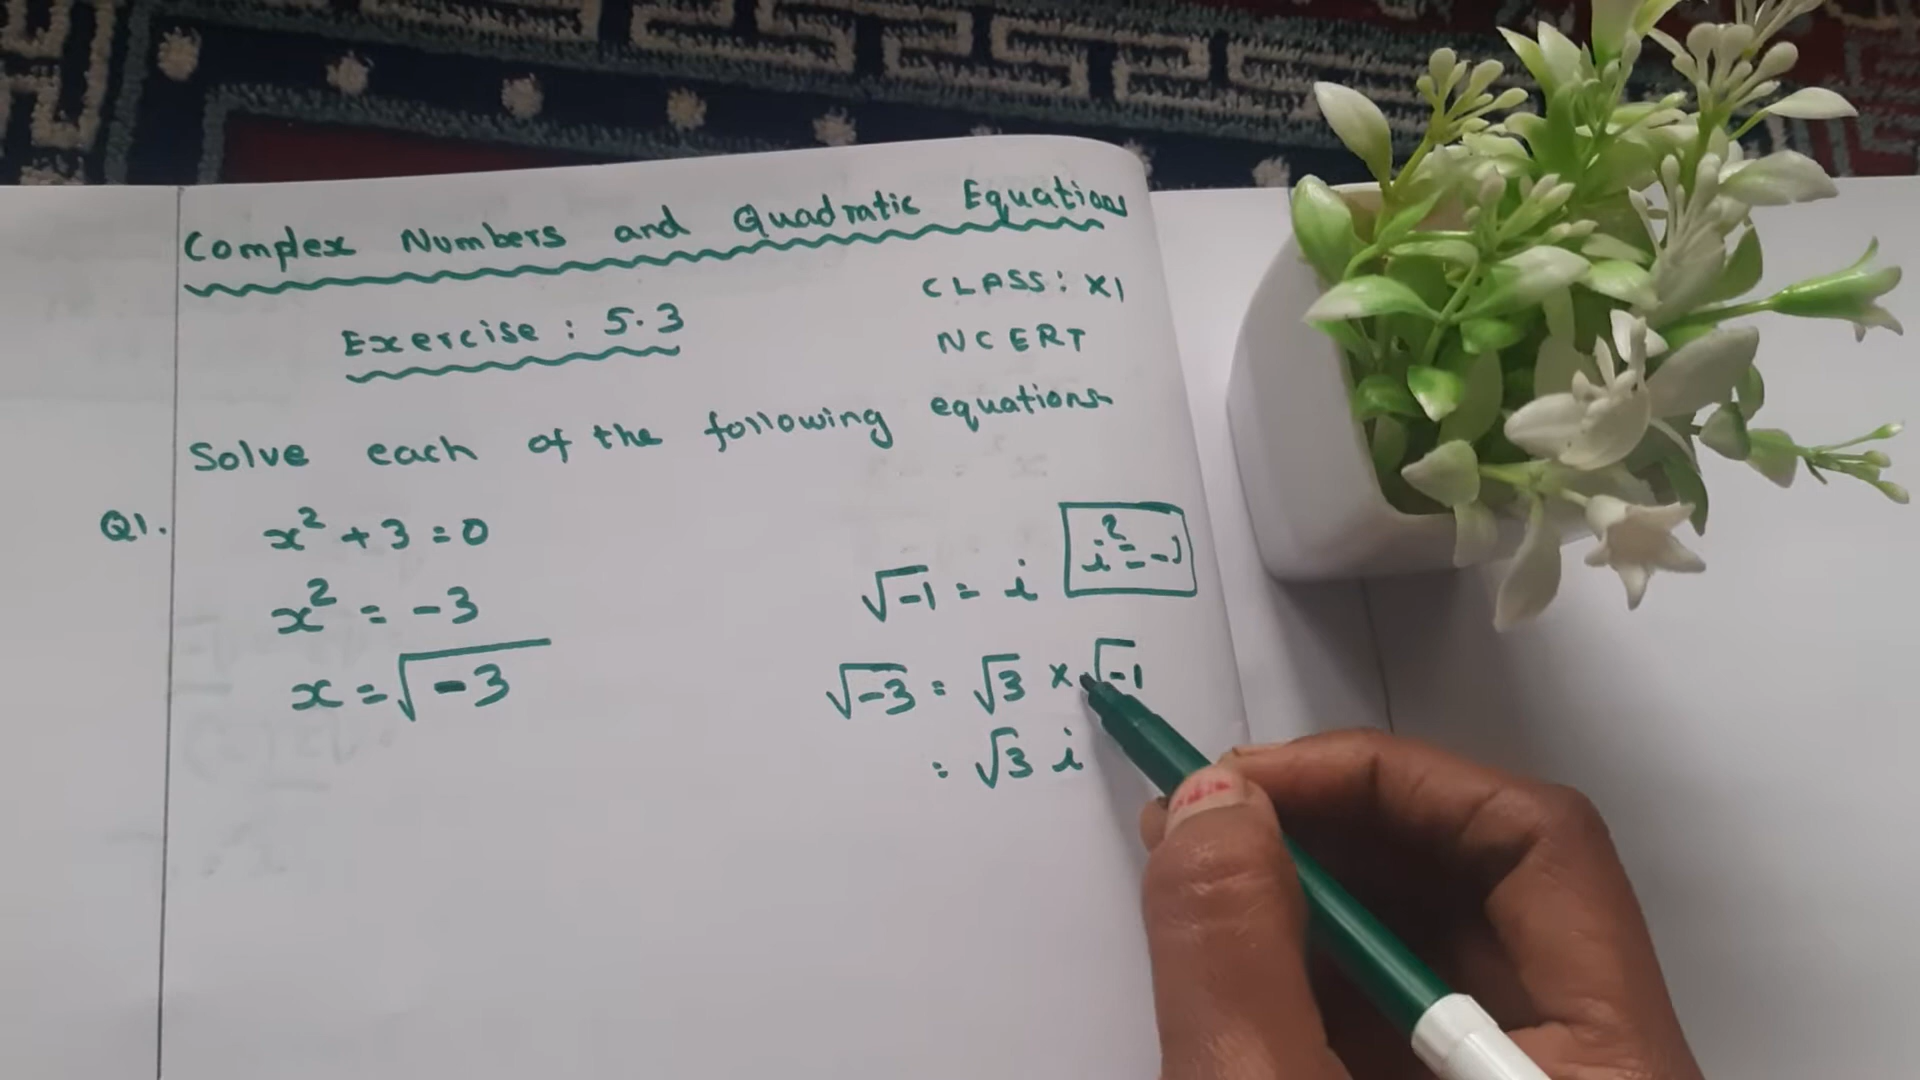 Complex Numbers and Quadratic Equations
Exercise : 5.3
CLASS : XI
NCERT
Solve each of the following equations
Q1. x² + 3 = 0
x² = -3
x = √-3
√-1 = i
i² = -1
√-3 = √3 × √-1
= √3 i